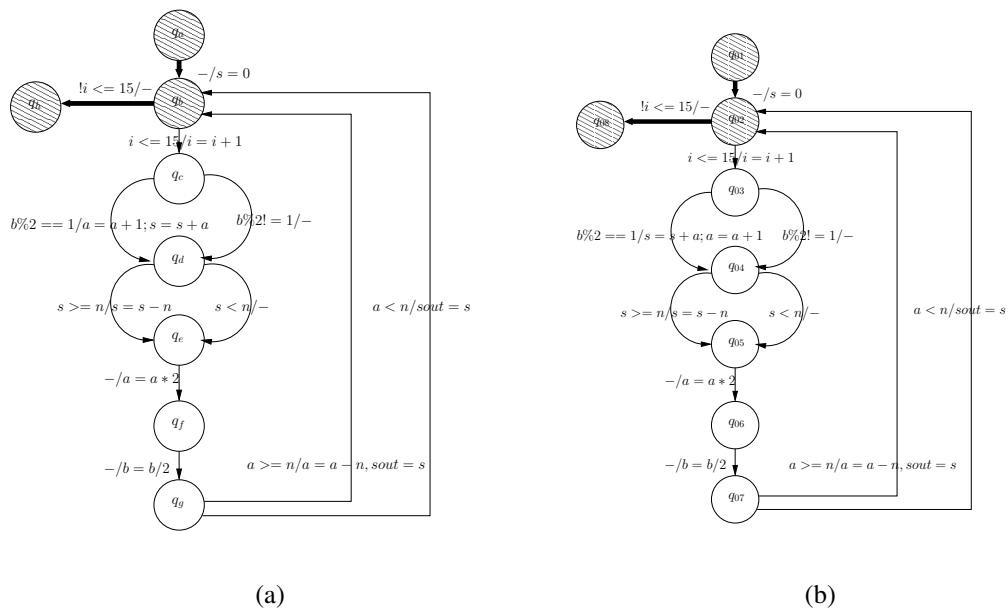 q_a
-/s = 0
!i <= 15/-
q_h
q_b
i <= 15/i = i + 1
q_c
b%2 == 1/a = a + 1; s = s + a
b%2! = 1/-
q_d
s >= n/s = s - n
s < n/-
q_e
-/a = a * 2
q_f
-/b = b/2
q_g
a >= n/a = a - n, sout = s
a < n/sout = s
(a)
q_01
-/s = 0
!i <= 15/-
q_08
q_02
i <= 15/i = i + 1
q_03
b%2 == 1/s = s + a; a = a + 1
b%2! = 1/-
q_04
s >= n/s = s - n
s < n/-
q_05
-/a = a * 2
q_06
-/b = b/2
q_07
a >= n/a = a - n, sout = s
a < n/sout = s
(b)